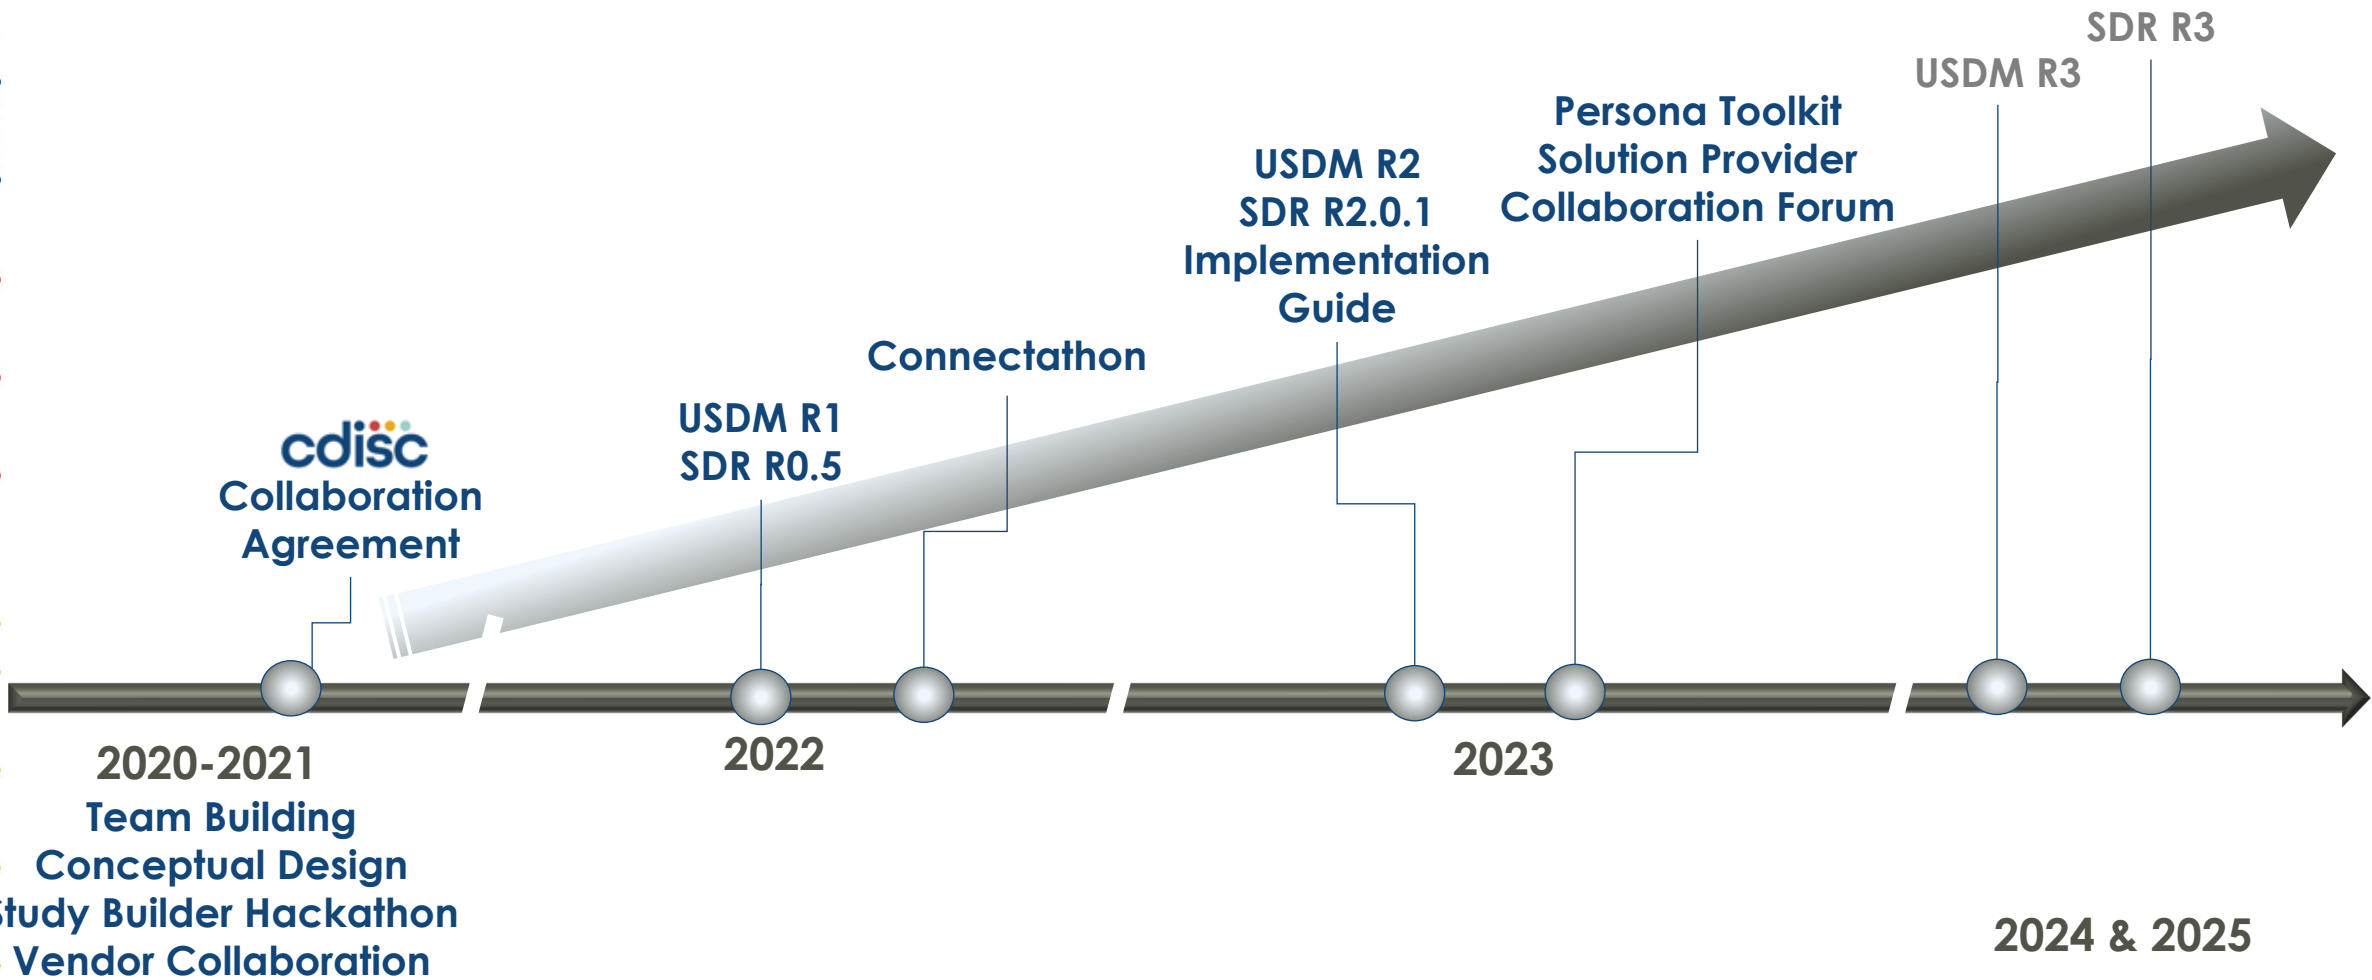 cdisc
Collaboration
Agreement
USDM R1
SDR R0.5
Connectathon
USDM R2
SDR R2.0.1
Implementation
Guide
Persona Toolkit
Solution Provider
Collaboration Forum
USDM R3
SDR R3
2020-2021
Team Building
Conceptual Design
Study Builder Hackathon
Vendor Collaboration
2022
2023
2024 & 2025